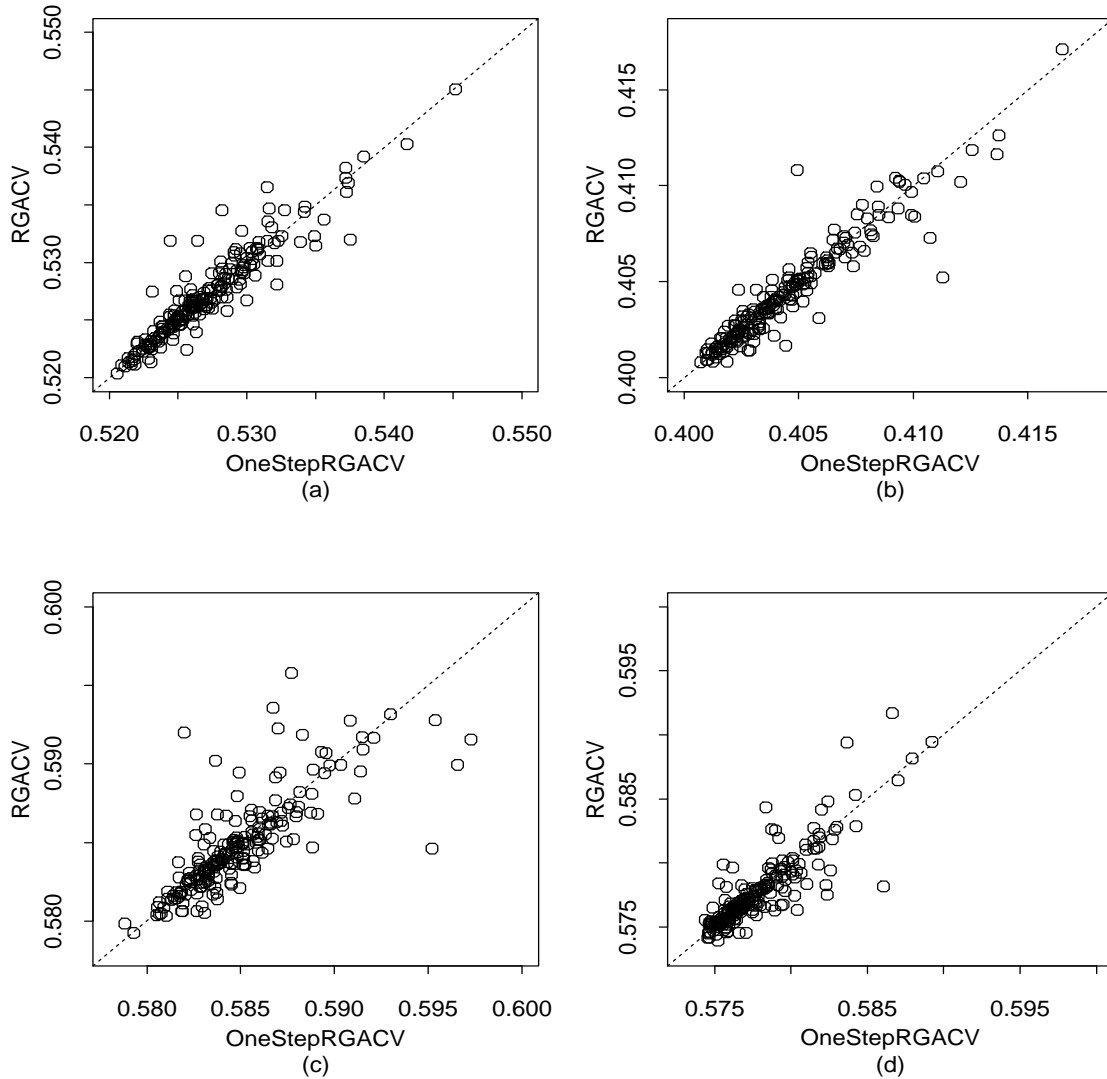 0.550
0.540
0.530
0.520
RGACV
0.520 0.530 0.540 0.550
OneStepRGACV
(a)
0.415
0.410
0.405
0.400
RGACV
0.400 0.405 0.410 0.415
OneStepRGACV
(b)
0.600
0.590
0.580
RGACV
0.580 0.585 0.590 0.595 0.600
OneStepRGACV
(c)
0.595
0.585
0.575
RGACV
0.575 0.585 0.595
OneStepRGACV
(d)